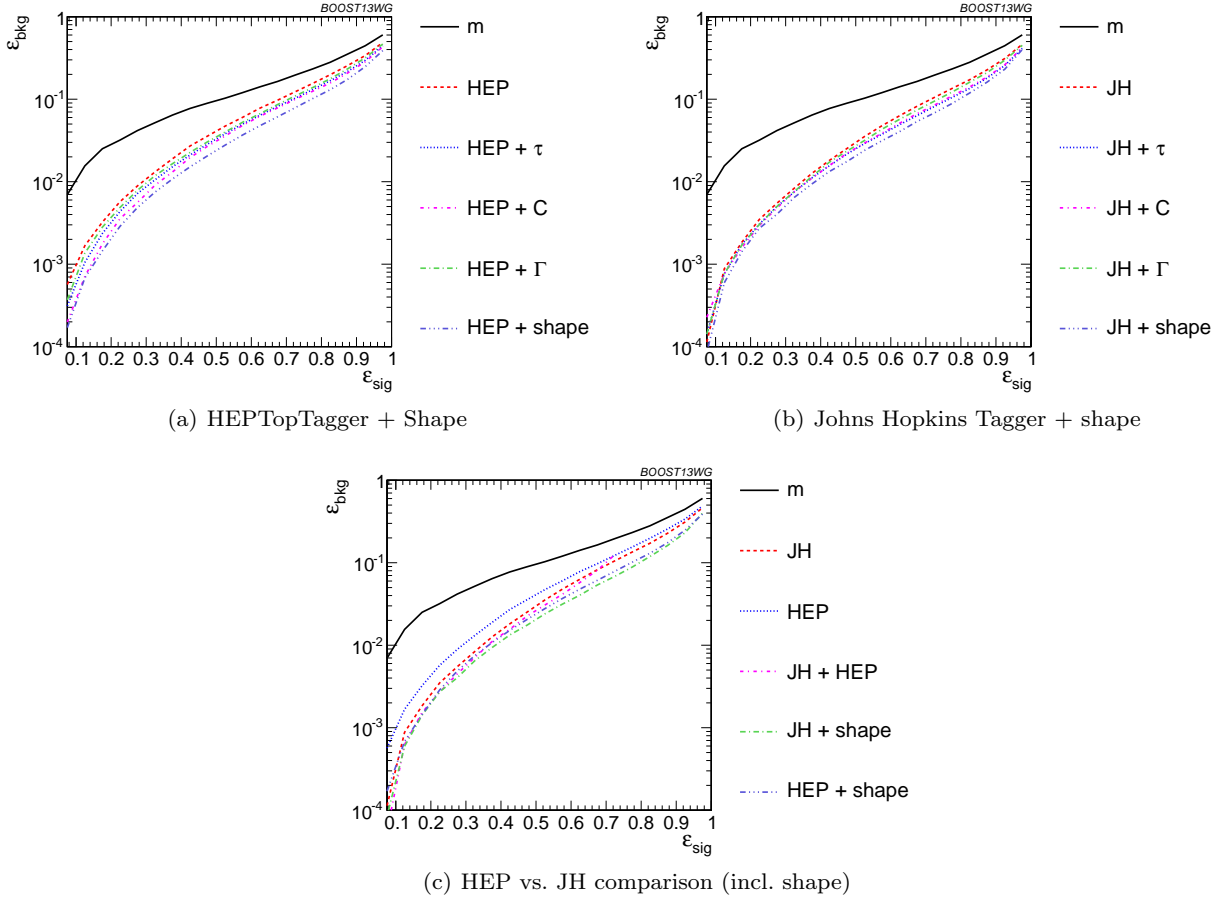 BOOST13WG
ε_bkg
1
10⁻¹
10⁻²
10⁻³
10⁻⁴
0.1 0.2 0.3 0.4 0.5 0.6 0.7 0.8 0.9 1
ε_sig
m
HEP
HEP + τ
HEP + C
HEP + Γ
HEP + shape
(a) HEPTopTagger + Shape
BOOST13WG
ε_bkg
1
10⁻¹
10⁻²
10⁻³
10⁻⁴
0.1 0.2 0.3 0.4 0.5 0.6 0.7 0.8 0.9 1
ε_sig
m
JH
JH + τ
JH + C
JH + Γ
JH + shape
(b) Johns Hopkins Tagger + shape
BOOST13WG
ε_bkg
1
10⁻¹
10⁻²
10⁻³
10⁻⁴
0.1 0.2 0.3 0.4 0.5 0.6 0.7 0.8 0.9 1
ε_sig
m
JH
HEP
JH + HEP
JH + shape
HEP + shape
(c) HEP vs. JH comparison (incl. shape)